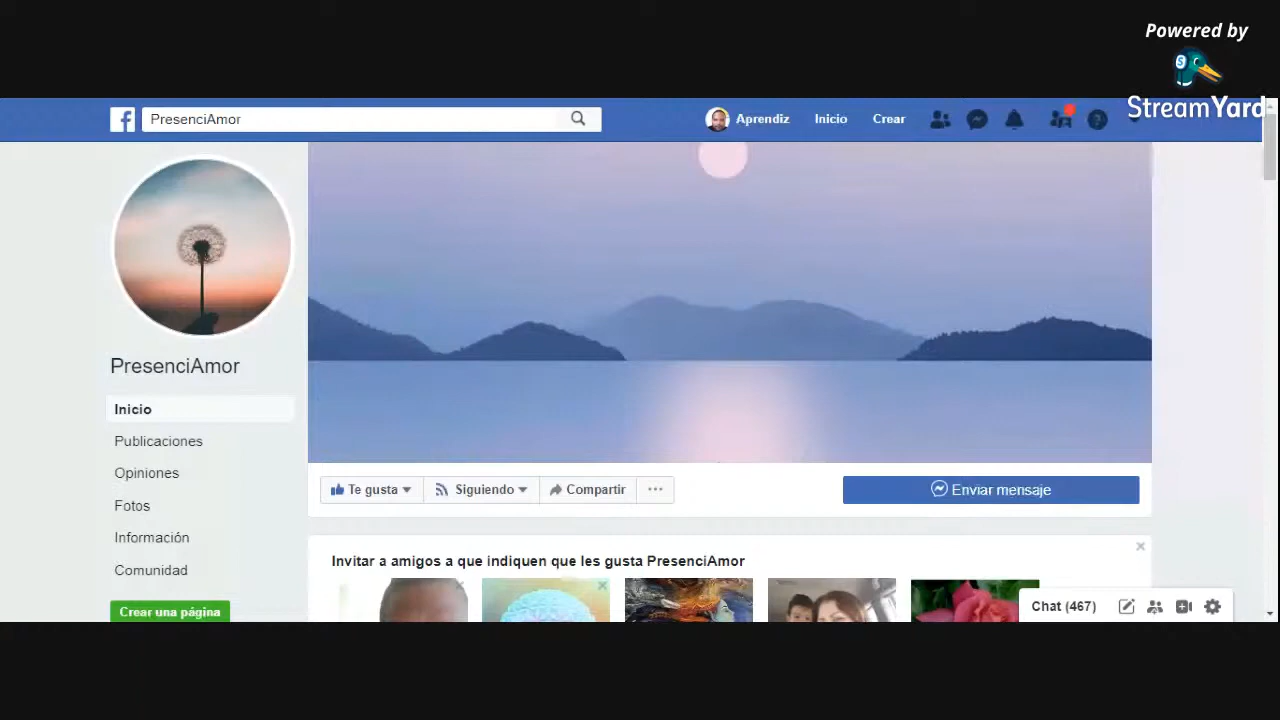 Powered by
StreamYard
PresenciAmor
Aprendiz
Inicio
Crear
PresenciAmor
Inicio
Publicaciones
Opiniones
Fotos
Información
Comunidad
Crear una página
Te gusta
Siguiendo
Compartir
Enviar mensaje
Invitar a amigos a que indiquen que les gusta PresenciAmor
Chat (467)